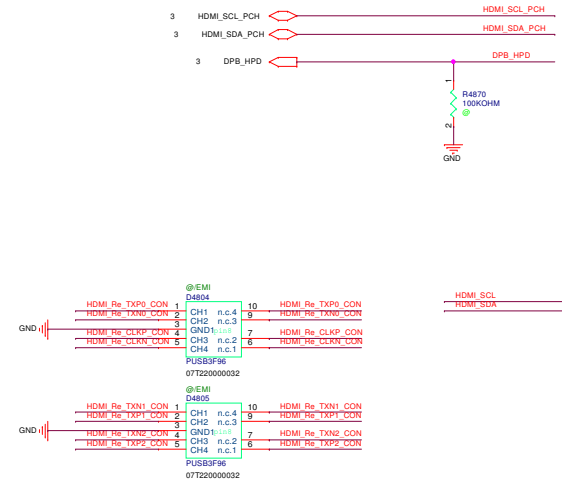 3 HDMI_SCL_PCH HDMI_SCL_PCH
3 HDMI_SDA_PCH HDMI_SDA_PCH
3 DPB_HPD DPB_HPD
1
R4870
100KOHM
@
2
GND
@/EMI
D4804
HDMI_Re_TXP0_CON 1 CH1 n.c.4 10 HDMI_Re_TXP0_CON
HDMI_Re_TXN0_CON 2 CH2 n.c.3 9 HDMI_Re_TXN0_CON
GND 3 GND1 pin8
HDMI_Re_CLKP_CON 4 CH3 n.c.2 7 HDMI_Re_CLKP_CON
HDMI_Re_CLKN_CON 5 CH4 n.c.1 6 HDMI_Re_CLKN_CON
PUSB3F96
07T220000032
HDMI_SCL
HDMI_SDA
@/EMI
D4805
HDMI_Re_TXN1_CON 1 CH1 n.c.4 10 HDMI_Re_TXN1_CON
HDMI_Re_TXP1_CON 2 CH2 n.c.3 9 HDMI_Re_TXP1_CON
GND 3 GND1 pin8
HDMI_Re_TXN2_CON 4 CH3 n.c.2 7 HDMI_Re_TXN2_CON
HDMI_Re_TXP2_CON 5 CH4 n.c.1 6 HDMI_Re_TXP2_CON
PUSB3F96
07T220000032